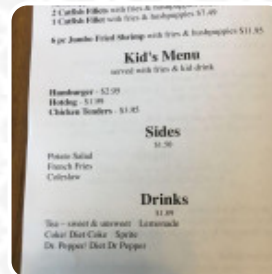 2 Catfish Fillets with fries & hushpuppies
1 Catfish Fillet with fries & hushpuppies $7.49
6 pc Jumbo Fried Shrimp with fries & hushpuppies $11.95
Kid's Menu
served with fries & kid drink
Hamburger - $2.95
Hotdog - $1.95
Chicken Tenders - $1.95
Sides
$1.50
Potato Salad
French Fries
Coleslaw
Drinks
$1.89
Tea - sweet & unsweet Lemonade
Coke/ Diet Coke Sprite
Dr. Pepper/ Diet Dr Pepper